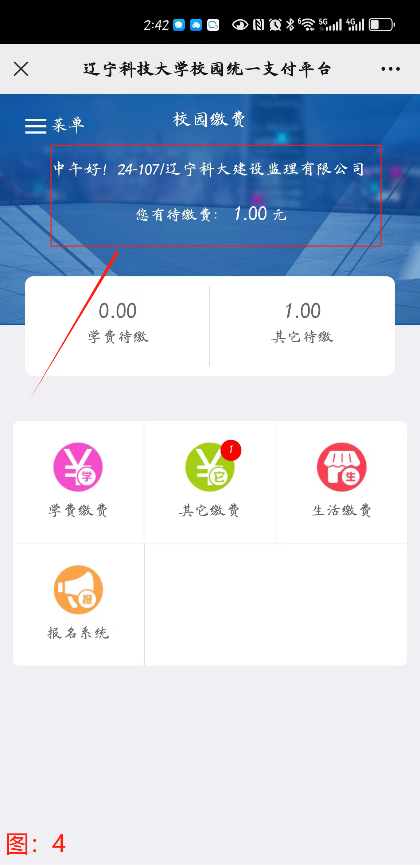 2:42
5G
4G
辽宁科技大学校园统一支付平台
菜单
校园缴费
中午好！24-107/辽宁科大建设监理有限公司
您有待缴费： 1.00 元
0.00
1.00
学费待缴
其它待缴
学
1
它
生
学费缴费
其它缴费
生活缴费
报
报名系统
图：4